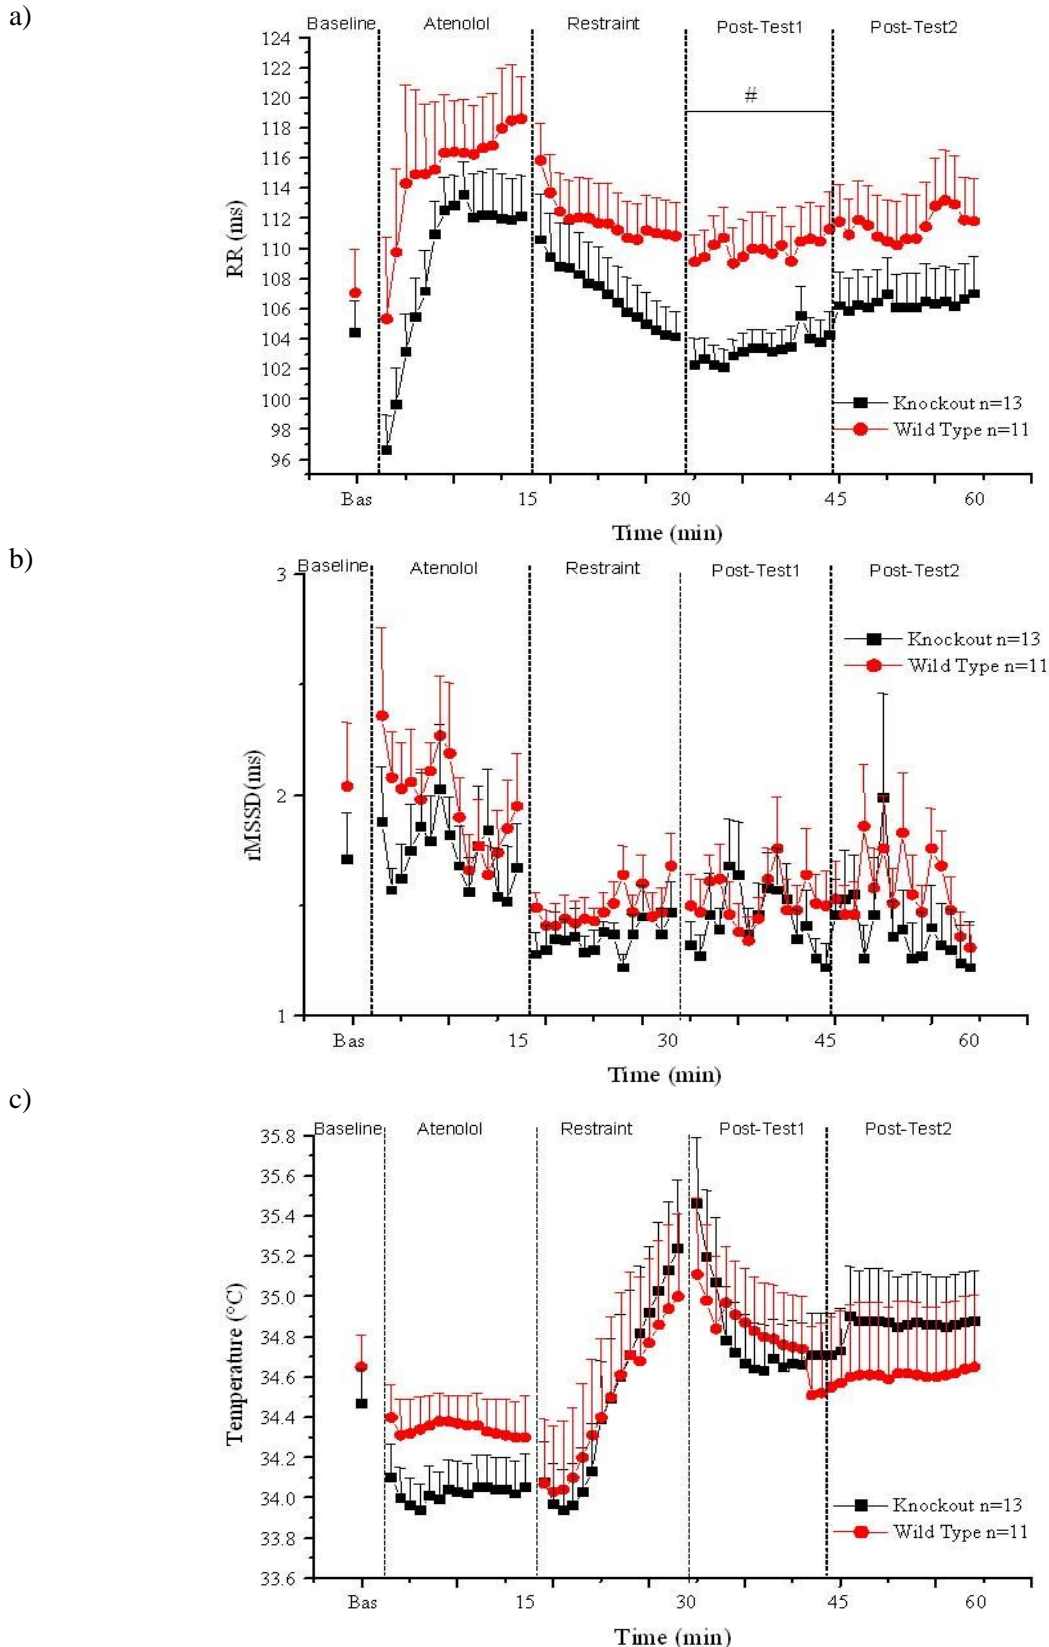 a)
Baseline Atenolol Restraint Post-Test1 Post-Test2
124
122
120
118
116
114
112
110
108
106
104
102
100
98
96
RR (ms)
#
Knockout n=13
Wild Type n=11
Bas 15 30 45 60
Time (min)
b)
Baseline Atenolol Restraint Post-Test1 Post-Test2
3
2
1
rMSSD(ms)
Knockout n=13
Wild Type n=11
Bas 15 30 45 60
Time (min)
c)
Baseline Atenolol Restraint Post-Test1 Post-Test2
35.8
35.6
35.4
35.2
35.0
34.8
34.6
34.4
34.2
34.0
33.8
33.6
Temperature (°C)
Knockout n=13
Wild Type n=11
Bas 15 30 45 60
Time (min)